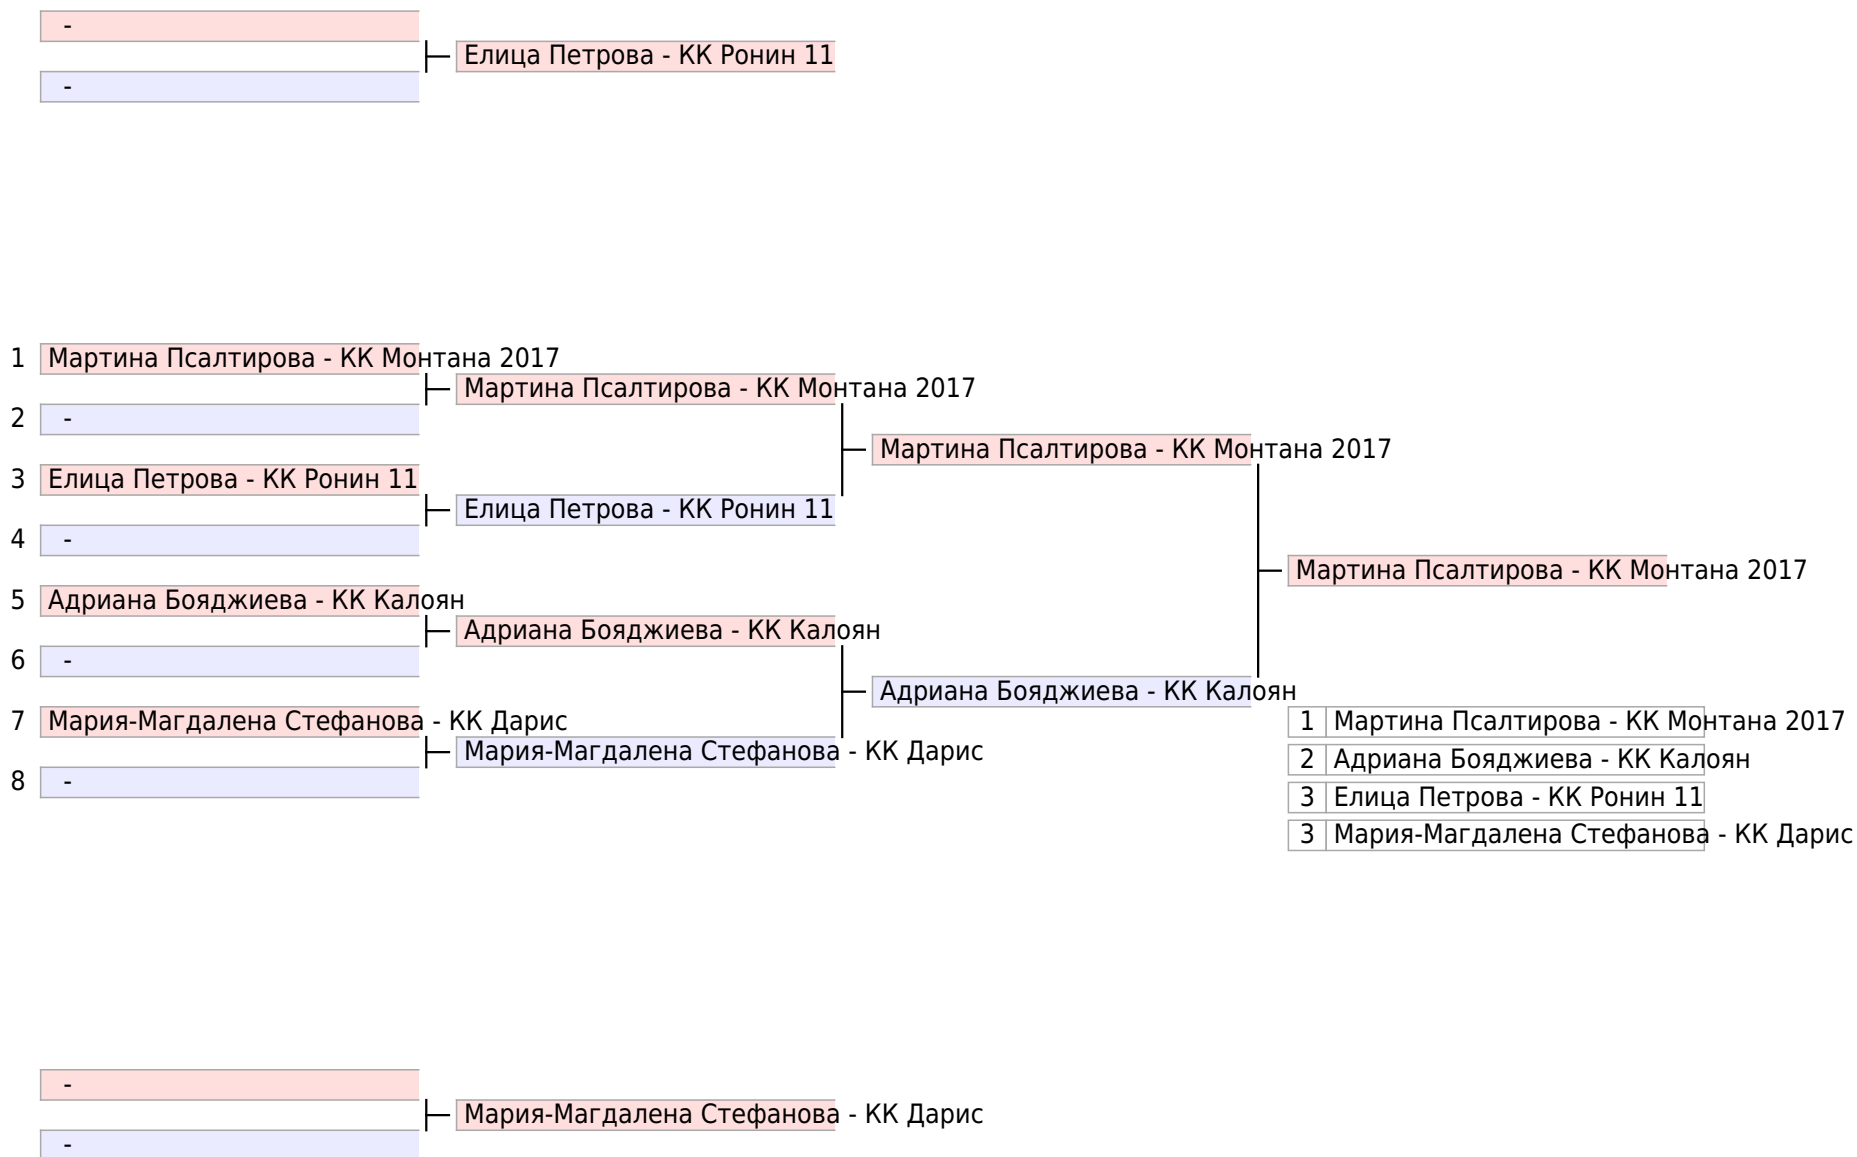 -
Елица Петрова - КК Ронин 11
-
1 Мартина Псалтирова - КК Монтана 2017
Мартина Псалтирова - КК Монтана 2017
2 -
Мартина Псалтирова - КК Монтана 2017
3 Елица Петрова - КК Ронин 11
Елица Петрова - КК Ронин 11
4 -
Мартина Псалтирова - КК Монтана 2017
5 Адриана Бояджиева - КК Калоян
Адриана Бояджиева - КК Калоян
6 -
Адриана Бояджиева - КК Калоян
7 Мария-Магдалена Стефанова - КК Дарис
1 Мартина Псалтирова - КК Монтана 2017
Мария-Магдалена Стефанова - КК Дарис
2 Адриана Бояджиева - КК Калоян
8 -
3 Елица Петрова - КК Ронин 11
3 Мария-Магдалена Стефанова - КК Дарис
-
Мария-Магдалена Стефанова - КК Дарис
-